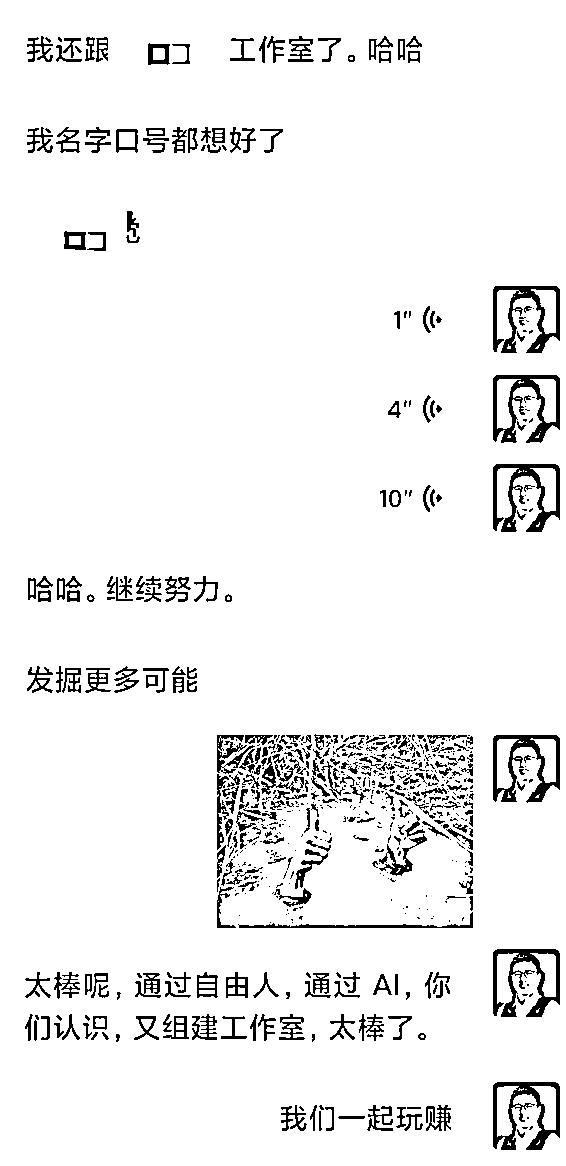 我还跟 工作室了。哈哈
我名字口号都想好了
1"
4"
10"
哈哈。继续努力。
发掘更多可能
太棒呢，通过自由人，通过 AI，你
们认识，又组建工作室，太棒了。
我们一起玩赚